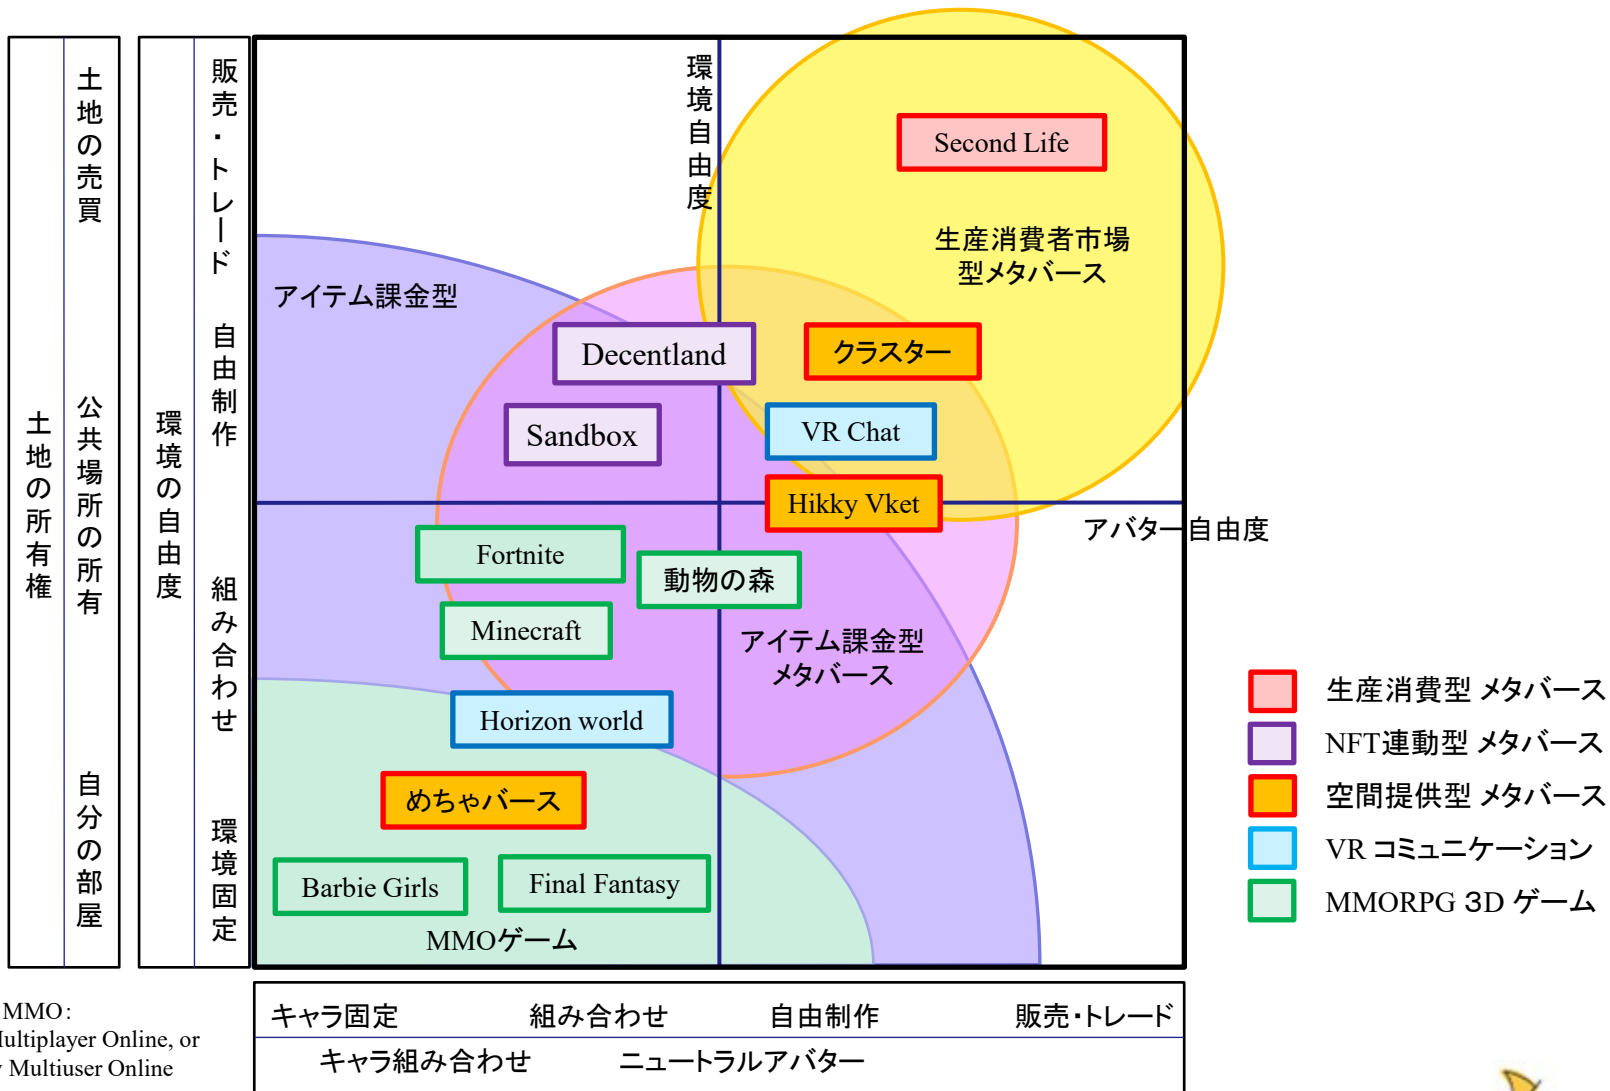 土地の所有権
土地の売買
公共場所の所有
自分の部屋
環境の自由度
販売・トレード
自由制作
組み合わせ
環境固定
環境自由度
Second Life
生産消費者市場
型メタバース
アイテム課金型
Decentland
クラスター
Sandbox
VR Chat
Hikky Vket
アバター自由度
Fortnite
動物の森
Minecraft
アイテム課金型
メタバース
Horizon world
めちゃバース
Barbie Girls
Final Fantasy
MMOゲーム
生産消費型 メタバース
NFT連動型 メタバース
空間提供型 メタバース
VR コミュニケーション
MMORPG 3D ゲーム
キャラ固定
組み合わせ
自由制作
販売・トレード
キャラ組み合わせ
ニュートラルアバター
MMO:
Multiplayer Online, or
Multiuser Online